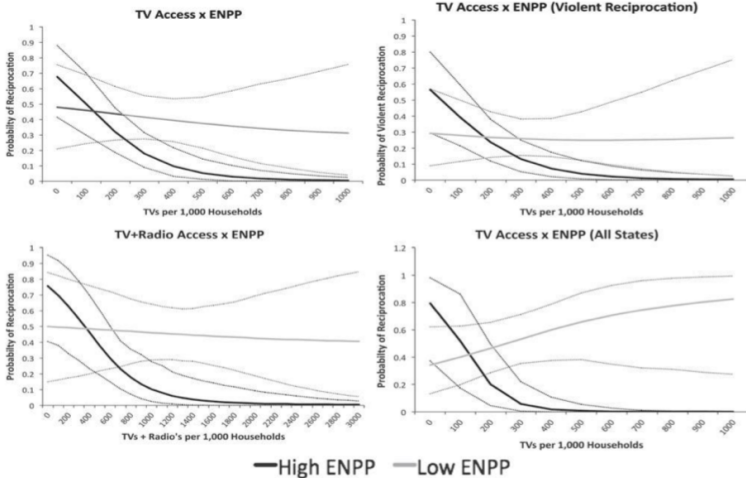 TV Access x ENPP
Probabilty of Reciprocation
1
0.9
0.8
0.7
0.6
0.5
0.4
0.3
0.2
0.1
0
0 100 200 300 400 500 600 700 800 900 1000
TVs per 1,000 Households
TV Access x ENPP (Violent Reciprocation)
Probabilty of Violent Reciprocation
1
0.9
0.8
0.7
0.6
0.5
0.4
0.3
0.2
0.1
0
0 100 200 300 400 500 600 700 800 900 1000
TVs per 1,000 Households
TV+Radio Access x ENPP
Probabilty of Reciprocation
1
0.9
0.8
0.7
0.6
0.5
0.4
0.3
0.2
0.1
0
0 200 400 600 800 1000 1200 1400 1600 1800 2000 2200 2400 2600 2800 3000
TVs + Radio's per 1,000 Households
TV Access x ENPP (All States)
Probabilty of Reciprocation
1.2
1
0.8
0.6
0.4
0.2
0
0 100 200 300 400 500 600 700 800 900 1000
TVs per 1,000 Households
High ENPP Low ENPP